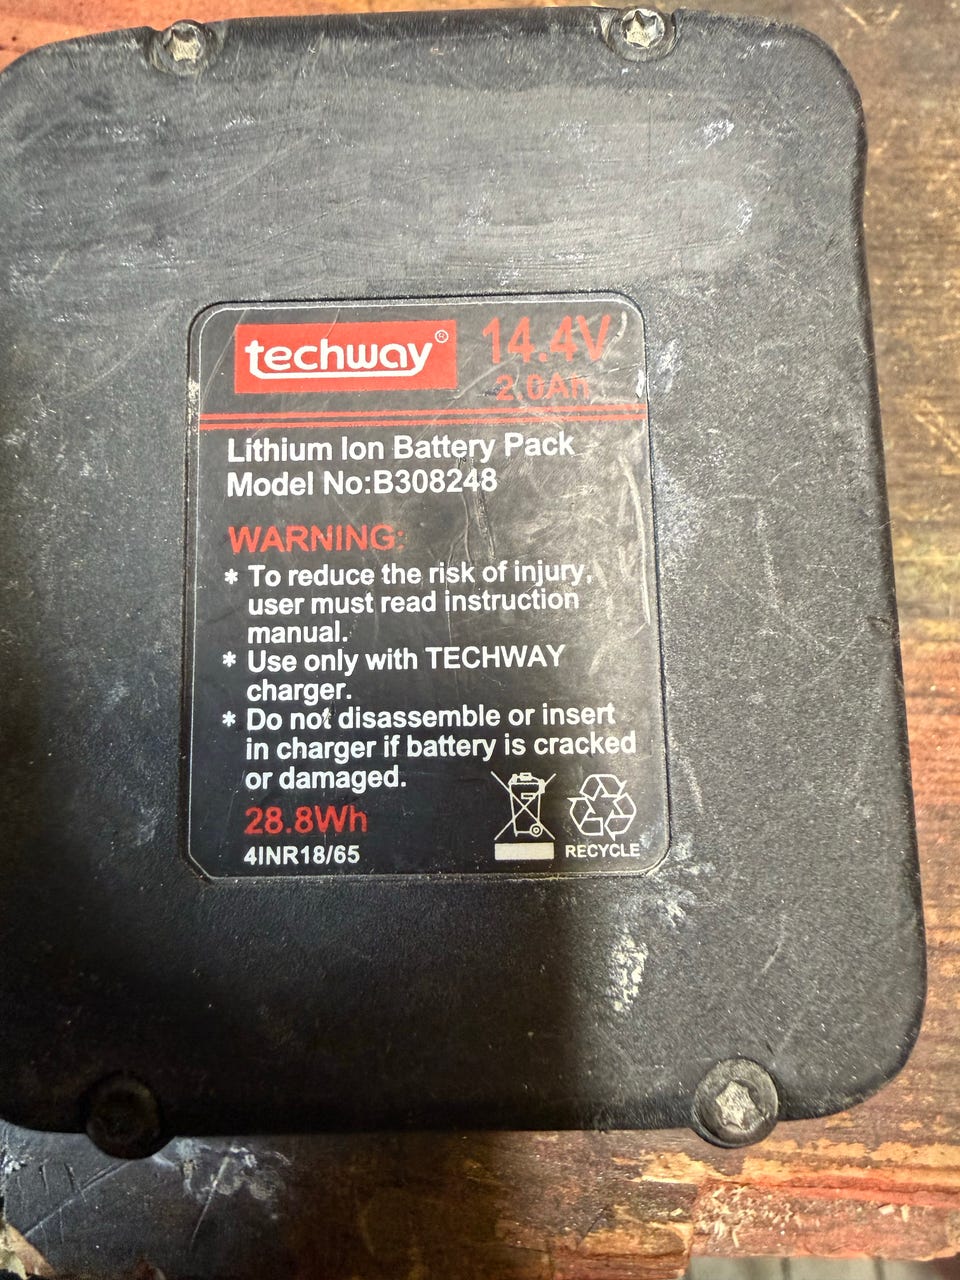 techway®
14.4V
2.0Ah
Lithium Ion Battery Pack
Model No:B308248
WARNING:
* To reduce the risk of injury,
user must read instruction
manual.
* Use only with TECHWAY
charger.
* Do not disassemble or insert
in charger if battery is cracked
or damaged.
28.8Wh
4INR18/65
RECYCLE